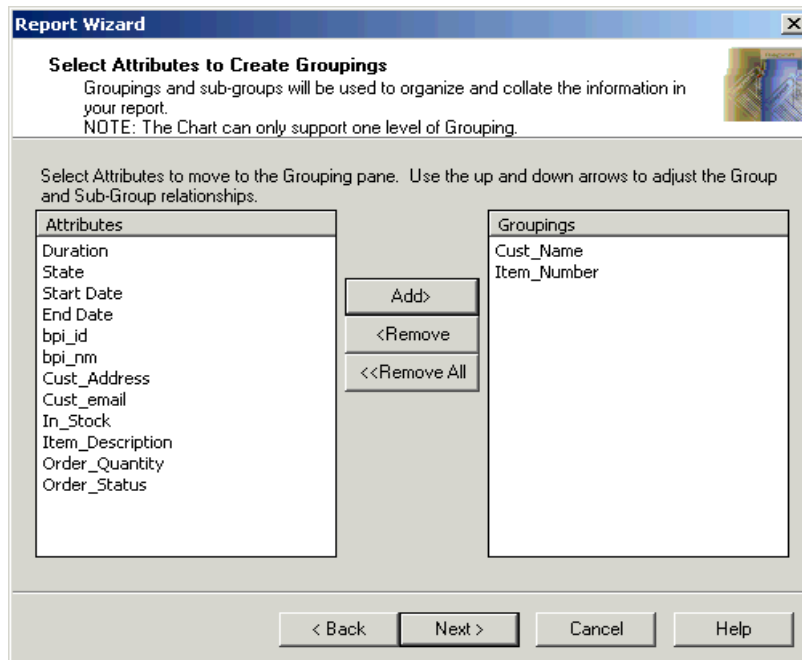 Report Wizard
Select Attributes to Create Groupings
Groupings and sub-groups will be used to organize and collate the information in
your report.
NOTE: The Chart can only support one level of Grouping.
Select Attributes to move to the Grouping pane.  Use the up and down arrows to adjust the Group
and Sub-Group relationships.
Attributes
Duration
State
Start Date
End Date
bpi_id
bpi_nm
Cust_Address
Cust_email
In_Stock
Item_Description
Order_Quantity
Order_Status
Add>
<Remove
<<Remove All
Groupings
Cust_Name
Item_Number
< Back
Next >
Cancel
Help